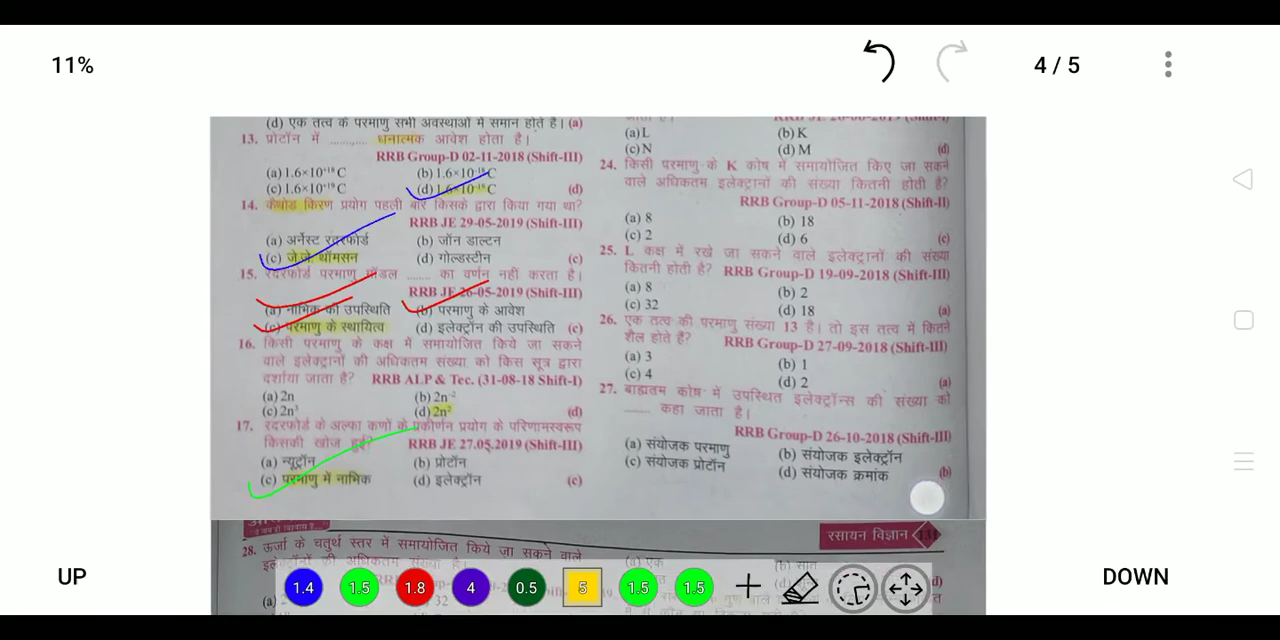 11%
4 / 5
(d) एक तत्व के परमाणु सभी अवस्थाओं में समान होते हैं। (a)
13. प्रोटॉन में ............ धनात्मक आवेश होता है।
RRB Group-D 02-11-2018 (Shift-III)
(a) 1.6×10⁺¹⁸ C (b) 1.6×10⁻¹⁸ C
(c) 1.6×10⁺¹⁹ C (d) 1.6×10⁻¹⁹ C (d)
14. कैथोड किरण प्रयोग पहली बार किसके द्वारा किया गया था?
RRB JE 29-05-2019 (Shift-III)
(a) अर्नेस्ट रदरफोर्ड (b) जॉन डाल्टन
(c) जे.जे. थॉमसन (d) गोल्डस्टीन (c)
15. रदरफोर्ड परमाणु मॉडल ........ का वर्णन नहीं करता है।
RRB JE 26-05-2019 (Shift-III)
(a) नाभिक की उपस्थिति (b) परमाणु के आवेश
(c) परमाणु के स्थायित्व (d) इलेक्ट्रॉन की उपस्थिति (c)
16. किसी परमाणु के कक्ष में समायोजित किये जा सकने
वाले इलेक्ट्रानों की अधिकतम संख्या को किस सूत्र द्वारा
दर्शाया जाता है? RRB ALP & Tec. (31-08-18 Shift-I)
(a) 2n (b) 2n⁻²
(c) 2n³ (d) 2n² (d)
17. रदरफोर्ड के अल्फा कणों के प्रकीर्णन प्रयोग के परिणामस्वरूप
किसकी खोज हुई? RRB JE 27.05.2019 (Shift-III)
(a) न्यूट्रॉन (b) प्रोटॉन
(c) परमाणु में नाभिक (d) इलेक्ट्रॉन (c)
(a) L (b) K
(c) N (d) M (d)
24. किसी परमाणु के K कोष में समायोजित किए जा सकने
वाले अधिकतम इलेक्ट्रानों की संख्या कितनी होती है?
RRB Group-D 05-11-2018 (Shift-II)
(a) 8 (b) 18
(c) 2 (d) 6 (c)
25. L कक्ष में रखे जा सकने वाले इलेक्ट्रानों की संख्या
कितनी होती है? RRB Group-D 19-09-2018 (Shift-III)
(a) 8 (b) 2
(c) 32 (d) 18 (a)
26. एक तत्व की परमाणु संख्या 13 है। तो इस तत्व में कितने
शैल होते हैं? RRB Group-D 27-09-2018 (Shift-III)
(a) 3 (b) 1
(c) 4 (d) 2 (a)
27. बाह्यतम कोष में उपस्थित इलेक्ट्रॉन्स की संख्या को
....... कहा जाता है।
RRB Group-D 26-10-2018 (Shift-III)
(a) संयोजक परमाणु (b) संयोजक इलेक्ट्रॉन
(c) संयोजक प्रोटॉन (d) संयोजक क्रमांक (b)
रसायन विज्ञान
28. ऊर्जा के चतुर्थ स्तर में समायोजित किये जा सकने वाले
इलेक्ट्रॉनों की अधिकतम संख्या है।
(a) 32
(a) एक (b) सात
UP
1.4 1.5 1.8 4 0.5 5 1.5 1.5
DOWN